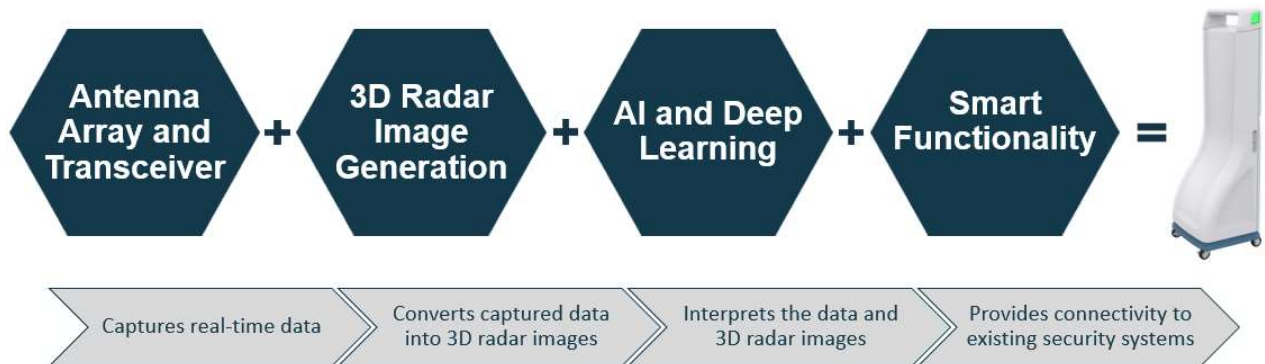 Antenna
Array and
Transceiver
+
3D Radar
Image
Generation
+
AI and Deep
Learning
+
Smart
Functionality
=
Captures real-time data
Converts captured data
into 3D radar images
Interprets the data and
3D radar images
Provides connectivity to
existing security systems